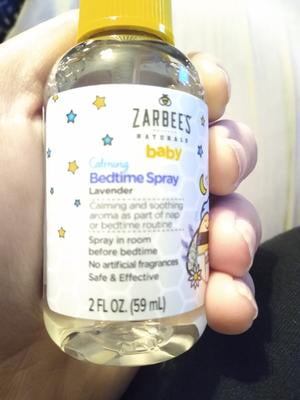 ZARBEE'S
NATURALS
baby
Calming
Bedtime Spray
Lavender
Calming and soothing
aroma as part of nap
or bedtime routine
Spray in room
before bedtime
No artificial fragrances
Safe & Effective
2 FL OZ. (59 mL)